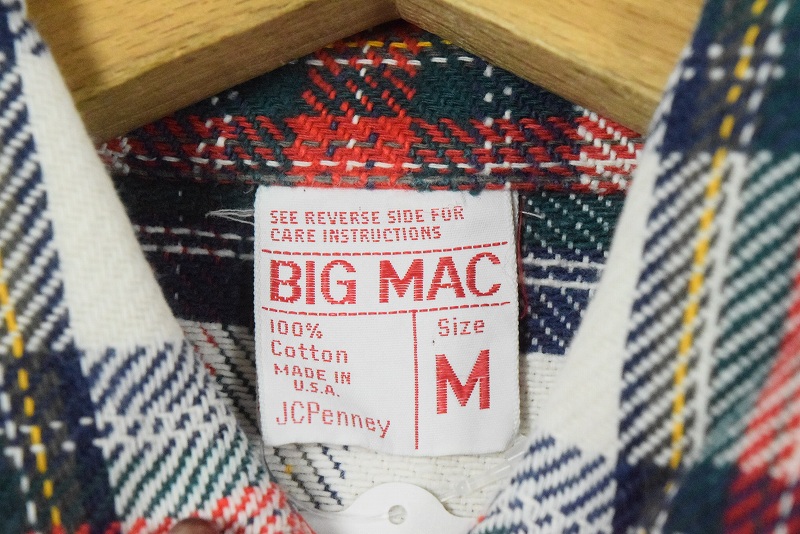 SEE REVERSE SIDE FOR
CARE INSTRUCTIONS
BIG MAC
100%
Cotton
MADE IN
U.S.A.
JCPenney
Size
M